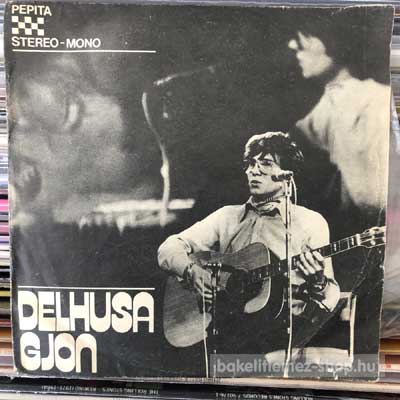 PEPITA
STEREO-MONO
DELHUSA
GJON
bakelitlemez-shop.hu